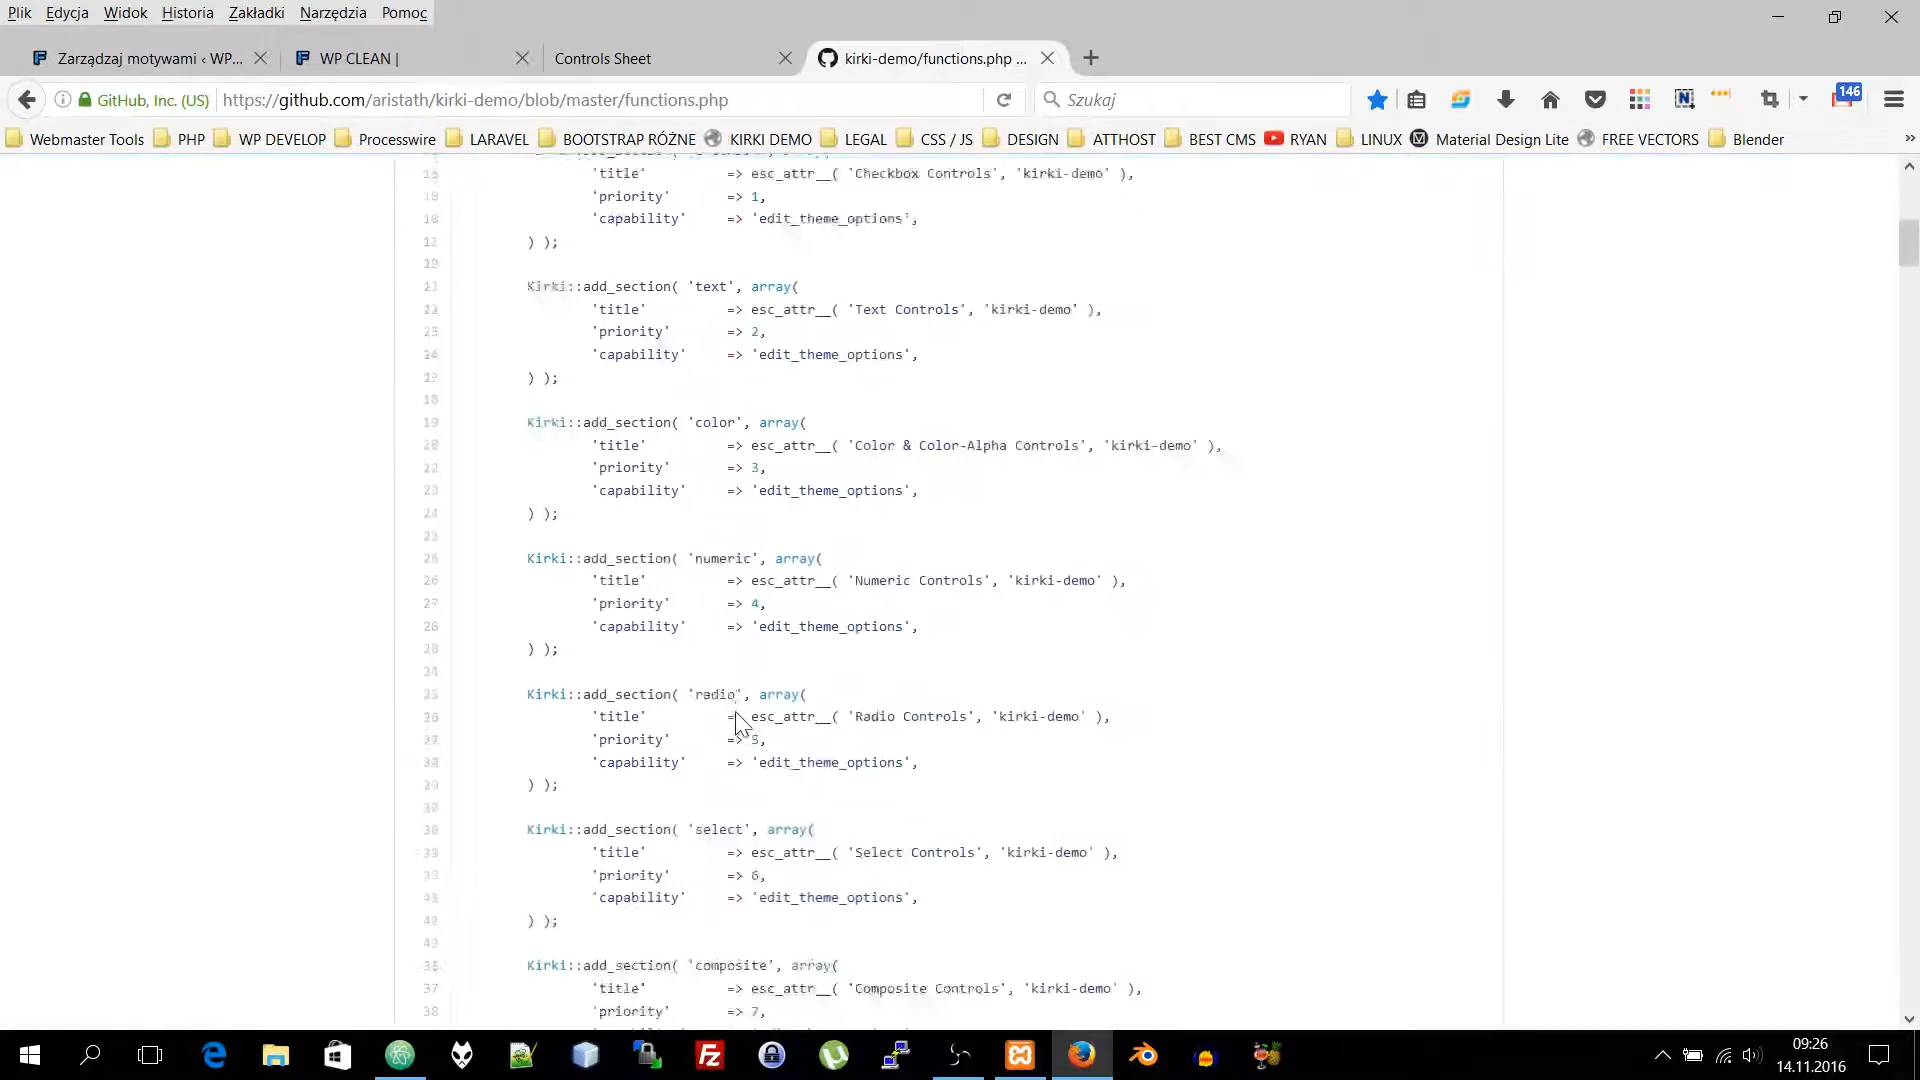 Plik Edycja Widok Historia Zakładki Narzędzia Pomoc
Zarządzaj motywami ‹ WP... WP CLEAN | Controls Sheet kirki-demo/functions.php ...
GitHub, Inc. (US) https://github.com/aristath/kirki-demo/blob/master/functions.php Szukaj 146
Webmaster Tools PHP WP DEVELOP Processwire LARAVEL BOOTSTRAP RÓŻNE KIRKI DEMO LEGAL CSS / JS DESIGN ATTHOST BEST CMS RYAN LINUX Material Design Lite FREE VECTORS Blender »
'title' => esc_attr__( 'Checkbox Controls', 'kirki-demo' ),
'priority' => 1,
'capability' => 'edit_theme_options',
) );
Kirki::add_section( 'text', array(
'title' => esc_attr__( 'Text Controls', 'kirki-demo' ),
'priority' => 2,
'capability' => 'edit_theme_options',
) );
Kirki::add_section( 'color', array(
'title' => esc_attr__( 'Color & Color-Alpha Controls', 'kirki-demo' ),
'priority' => 3,
'capability' => 'edit_theme_options',
) );
Kirki::add_section( 'numeric', array(
'title' => esc_attr__( 'Numeric Controls', 'kirki-demo' ),
'priority' => 4,
'capability' => 'edit_theme_options',
) );
Kirki::add_section( 'radio', array(
'title' => esc_attr__( 'Radio Controls', 'kirki-demo' ),
'priority' => 5,
'capability' => 'edit_theme_options',
) );
Kirki::add_section( 'select', array(
'title' => esc_attr__( 'Select Controls', 'kirki-demo' ),
'priority' => 6,
'capability' => 'edit_theme_options',
) );
Kirki::add_section( 'composite', array(
37 'title' => esc_attr__( 'Composite Controls', 'kirki-demo' ),
38 'priority' => 7,
09:26
14.11.2016